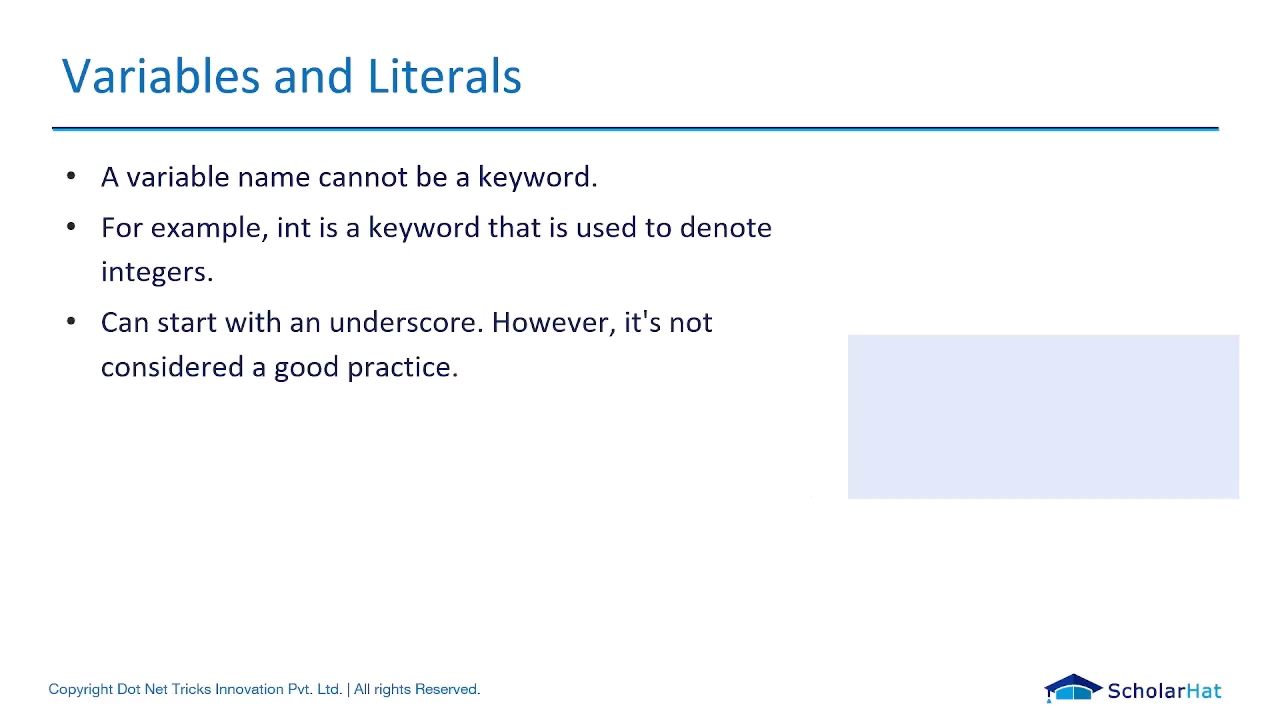 Variables and Literals
• A variable name cannot be a keyword.
• For example, int is a keyword that is used to denote
integers.
• Can start with an underscore. However, it's not
considered a good practice.
Copyright Dot Net Tricks Innovation Pvt. Ltd. | All rights Reserved.
ScholarHat